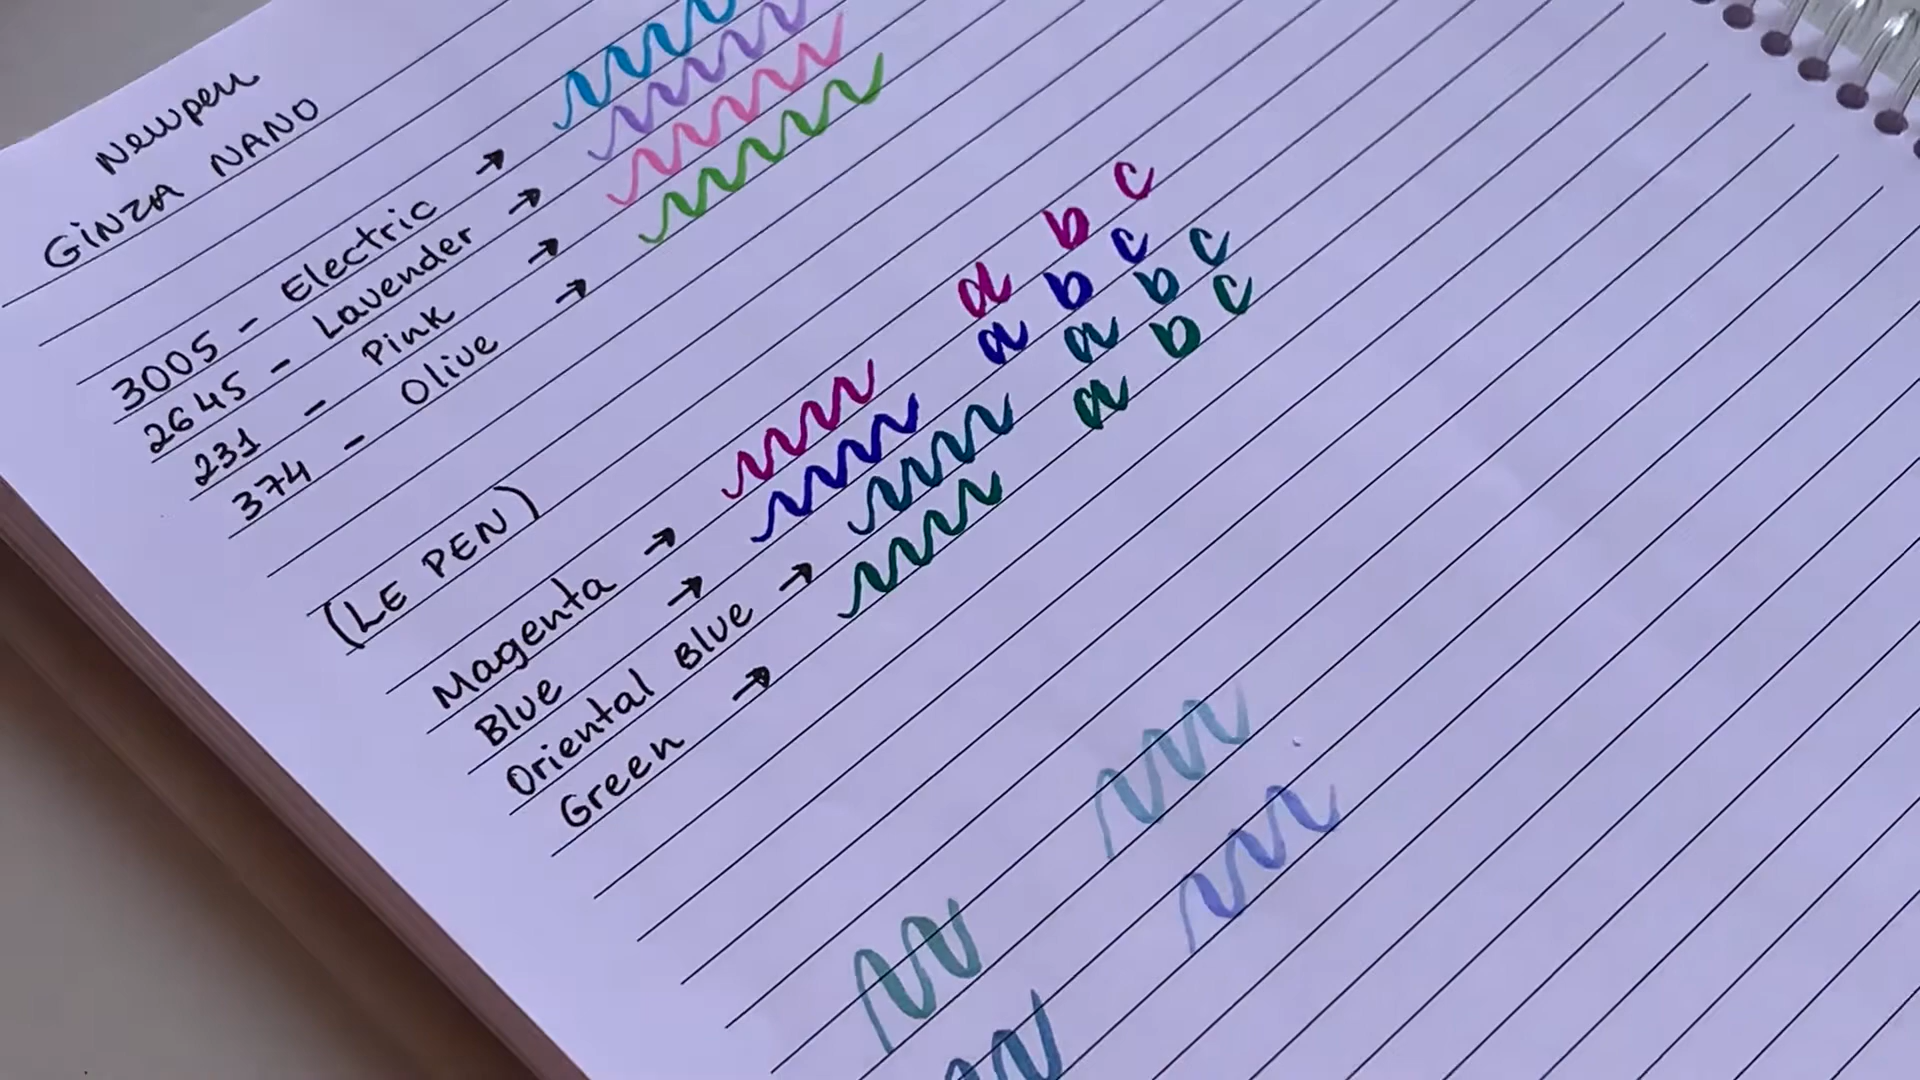 Newpen
GiNZA NANO
3005 - Electric →
2645 - Lavender →
231 - Pink →
374 - Olive →
(LE PEN)
Magenta → a b c
Blue → a b c
Oriental Blue → a b c
Green → a b c